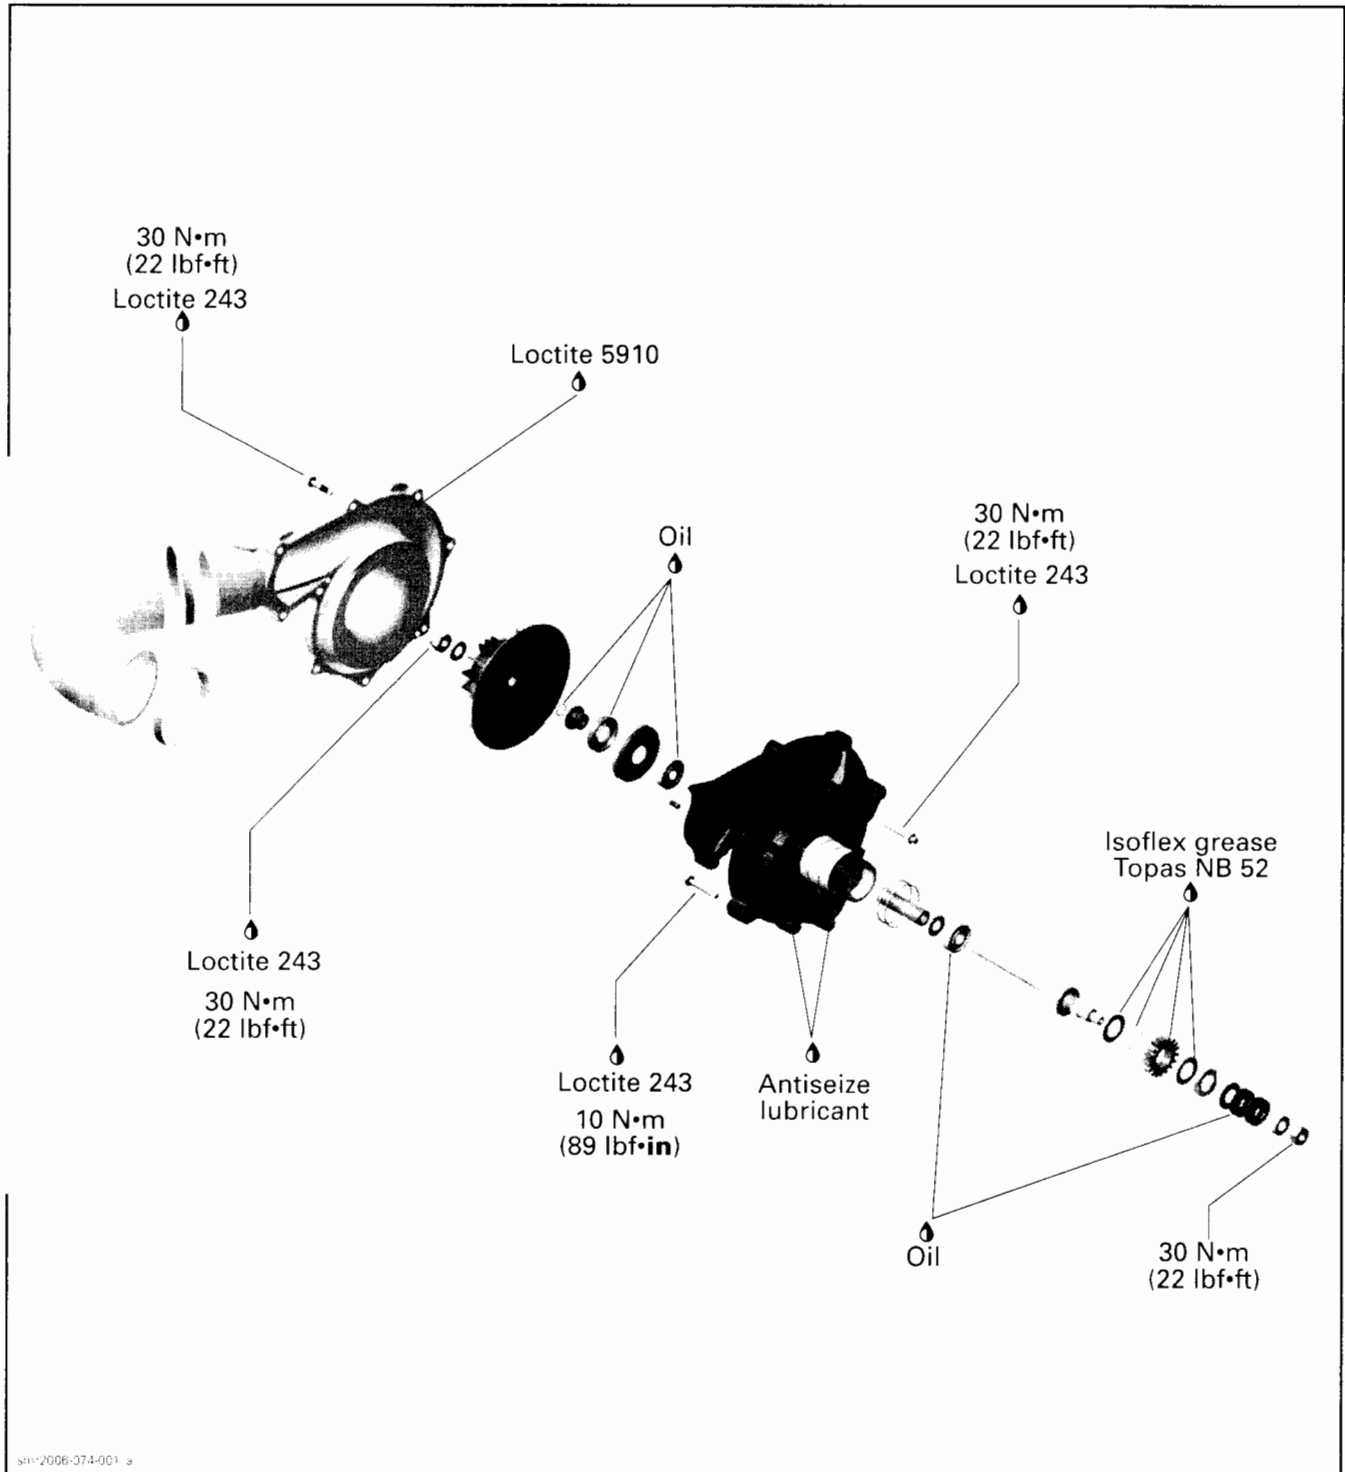 30 N•m
(22 lbf•ft)
Loctite 243
Loctite 5910
Oil
30 N•m
(22 lbf•ft)
Loctite 243
Isoflex grease
Topas NB 52
Loctite 243
30 N•m
(22 lbf•ft)
Loctite 243
10 N•m
(89 lbf•in)
Antiseize
lubricant
Oil
30 N•m
(22 lbf•ft)